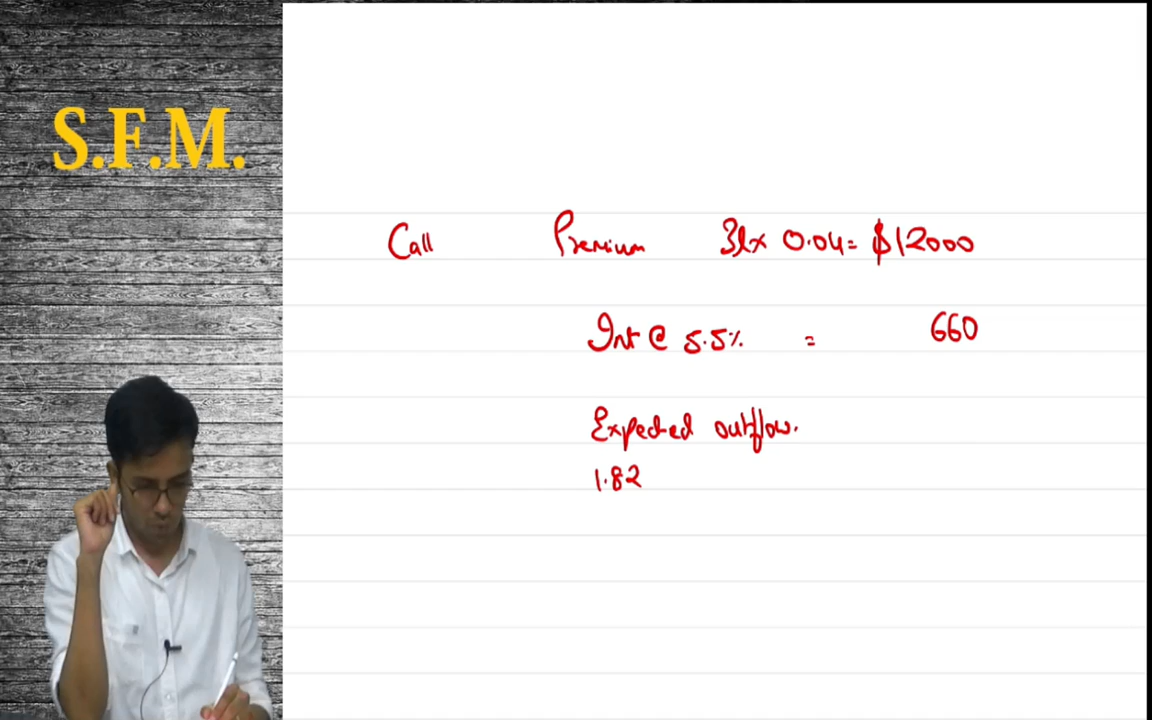 S.F.M.
Call Premium 3l x 0.04 = $12000
Int @ 5.5% = 660
Expected outflow.
1.82